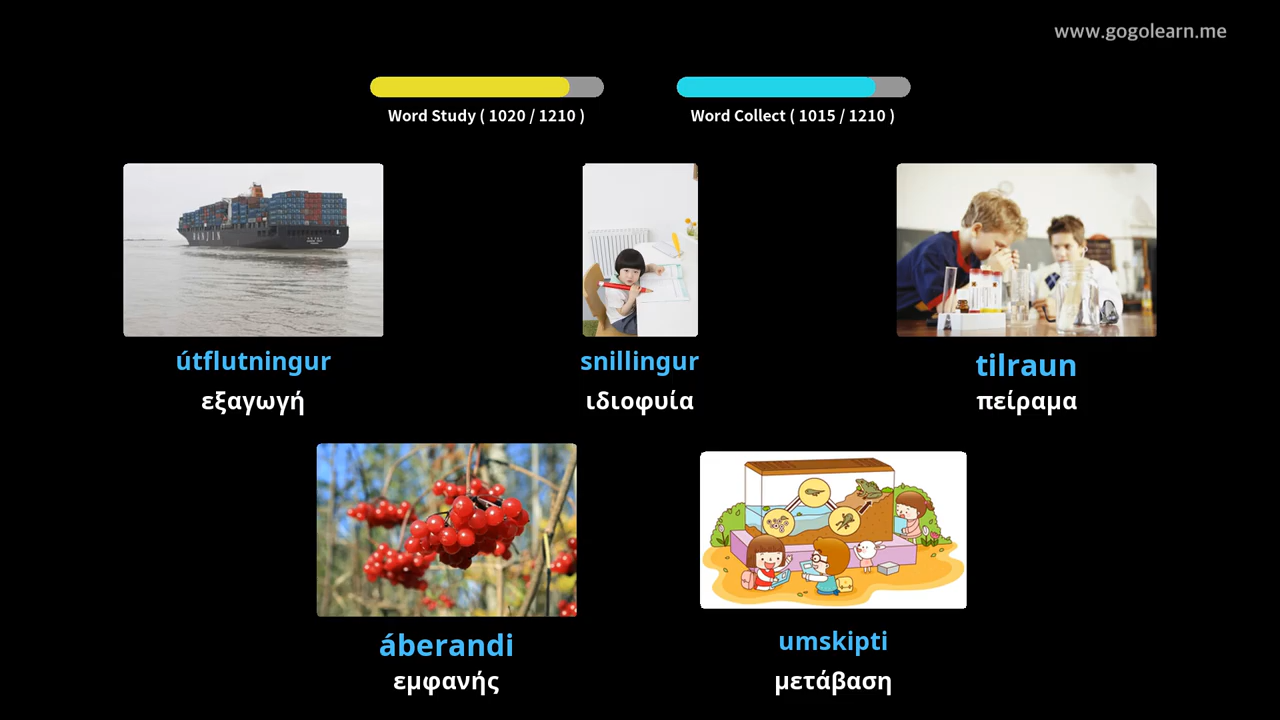 www.gogolearn.me
Word Study ( 1020 / 1210 )
Word Collect ( 1015 / 1210 )
HANJIN
útflutningur
εξαγωγή
snillingur
ιδιοφυία
tilraun
πείραμα
áberandi
εμφανής
umskipti
μετάβαση